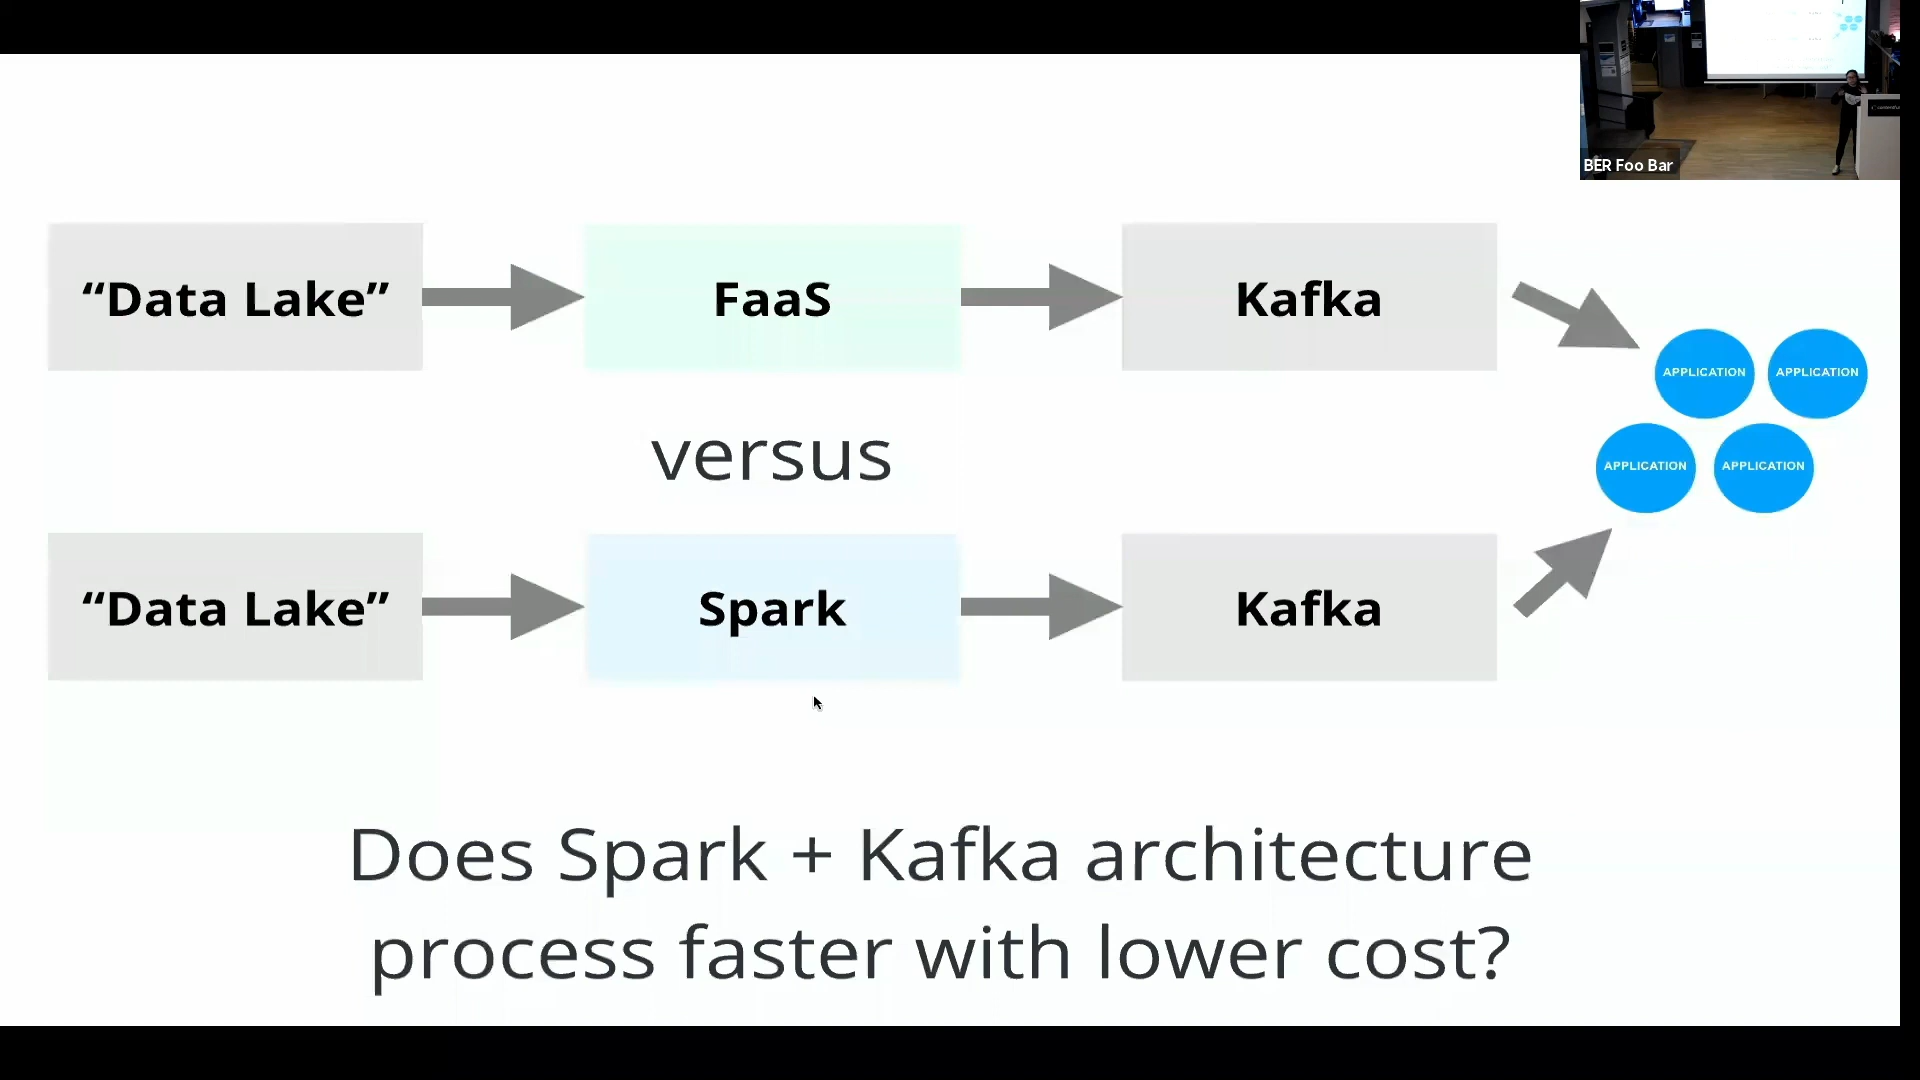 BER Foo Bar
“Data Lake”
FaaS
Kafka
APPLICATION
APPLICATION
versus
APPLICATION
APPLICATION
“Data Lake”
Spark
Kafka
Does Spark + Kafka architecture
process faster with lower cost?